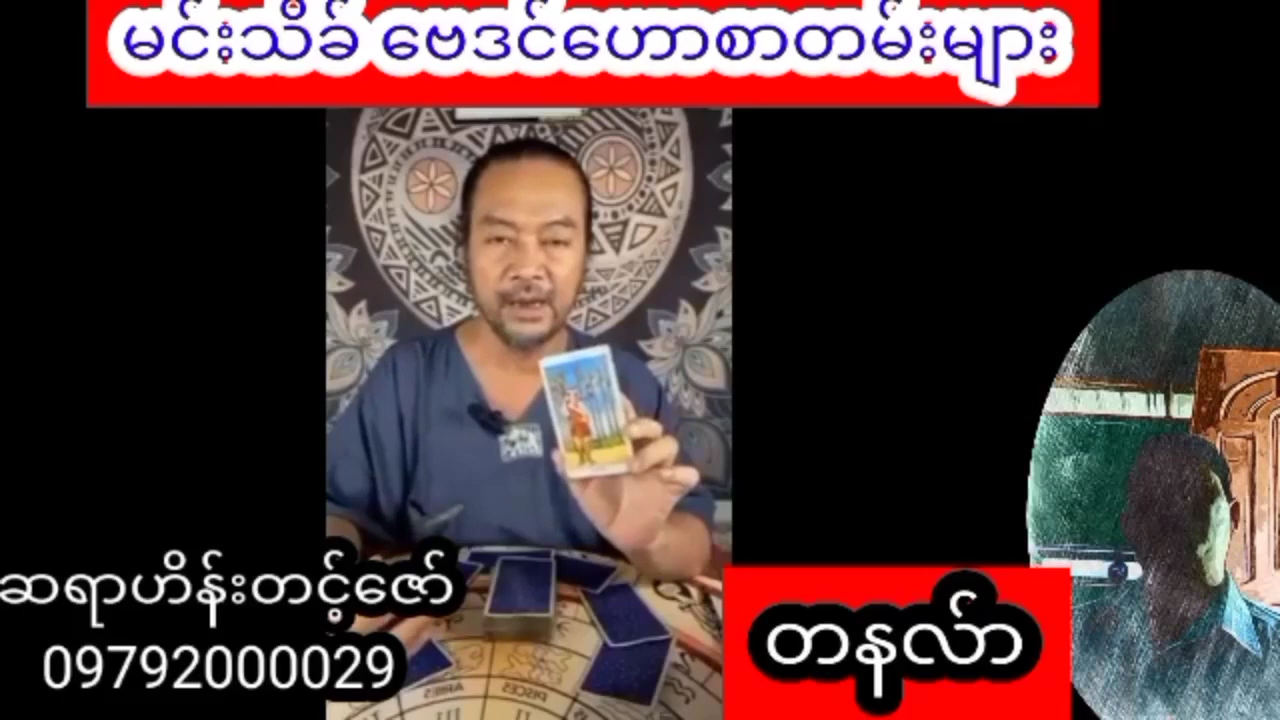 မင်းသိခ် ဗေဒင်ဟောစာတမ်းများ
ဆရာဟိန်းတင့်ဇော်
09792000029
တနလ်ာ